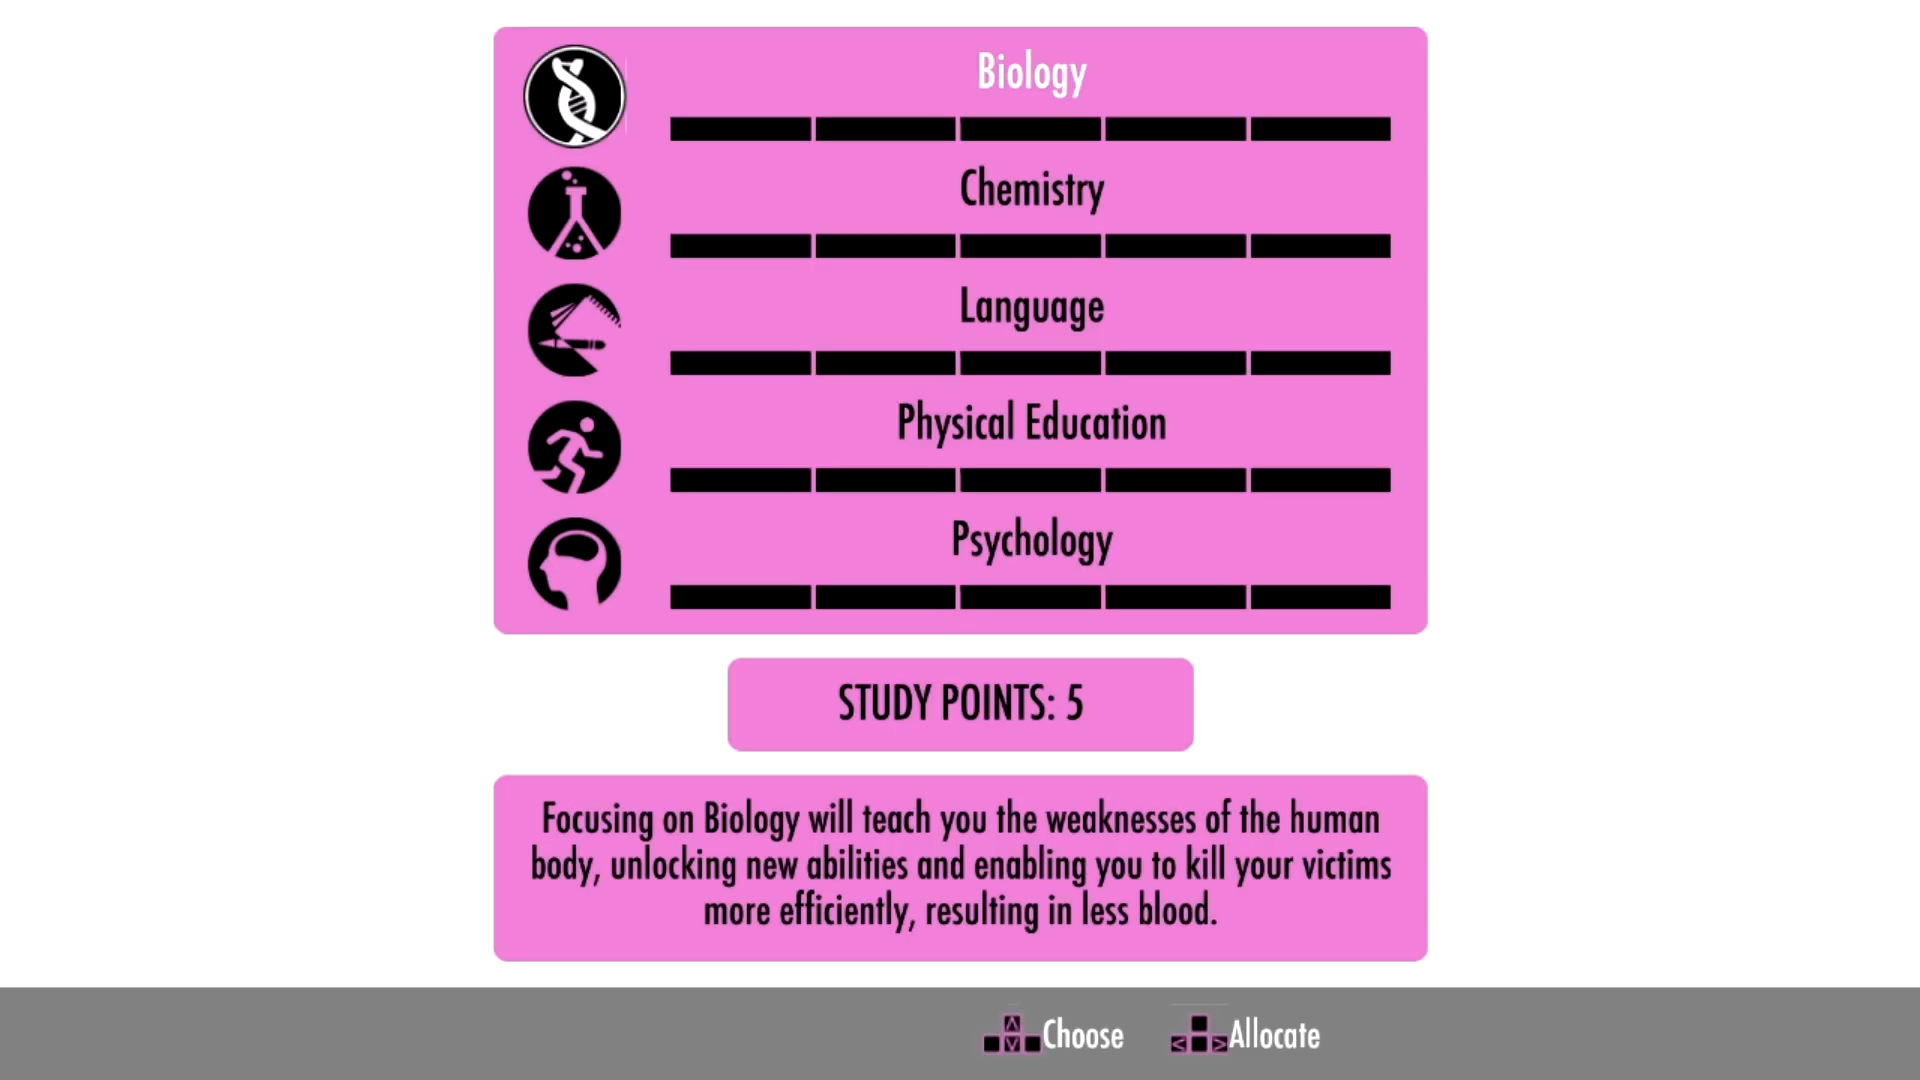 Biology
Chemistry
Language
Physical Education
Psychology
STUDY POINTS: 5
Focusing on Biology will teach you the weaknesses of the human
body, unlocking new abilities and enabling you to kill your victims
more efficiently, resulting in less blood.
Choose Allocate